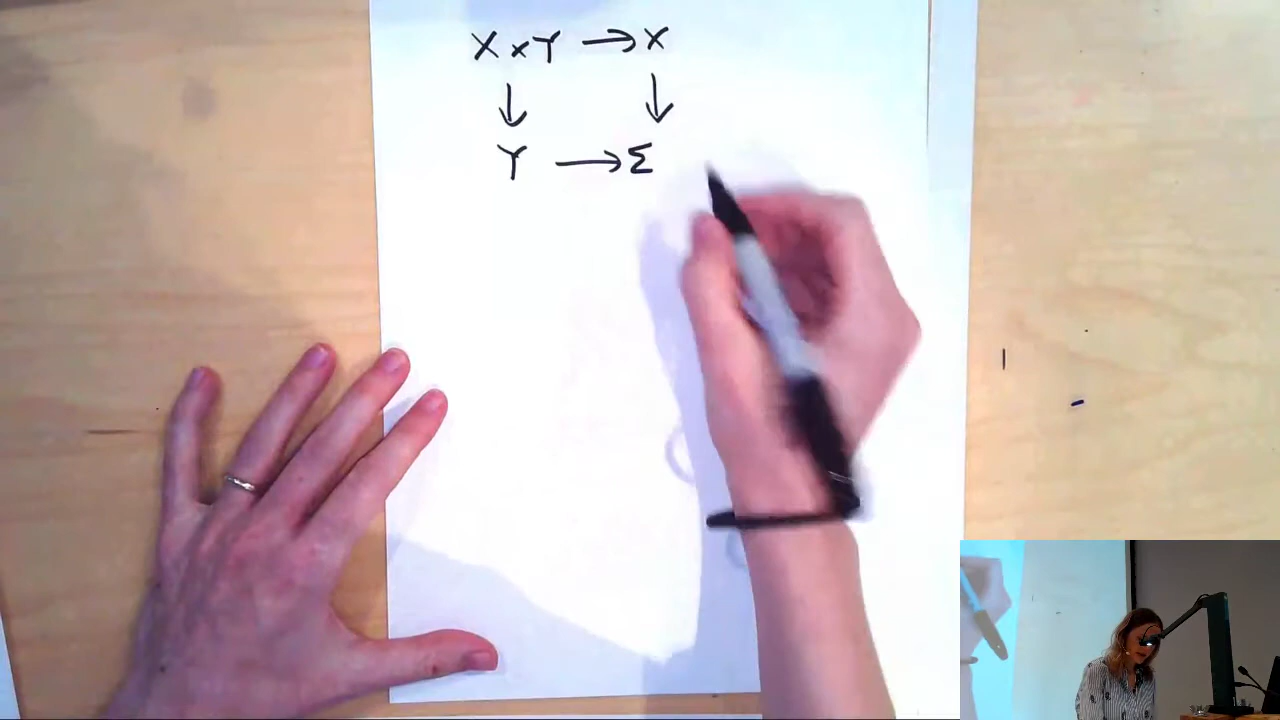 X × Y → X
↓ ↓
Y → Σ